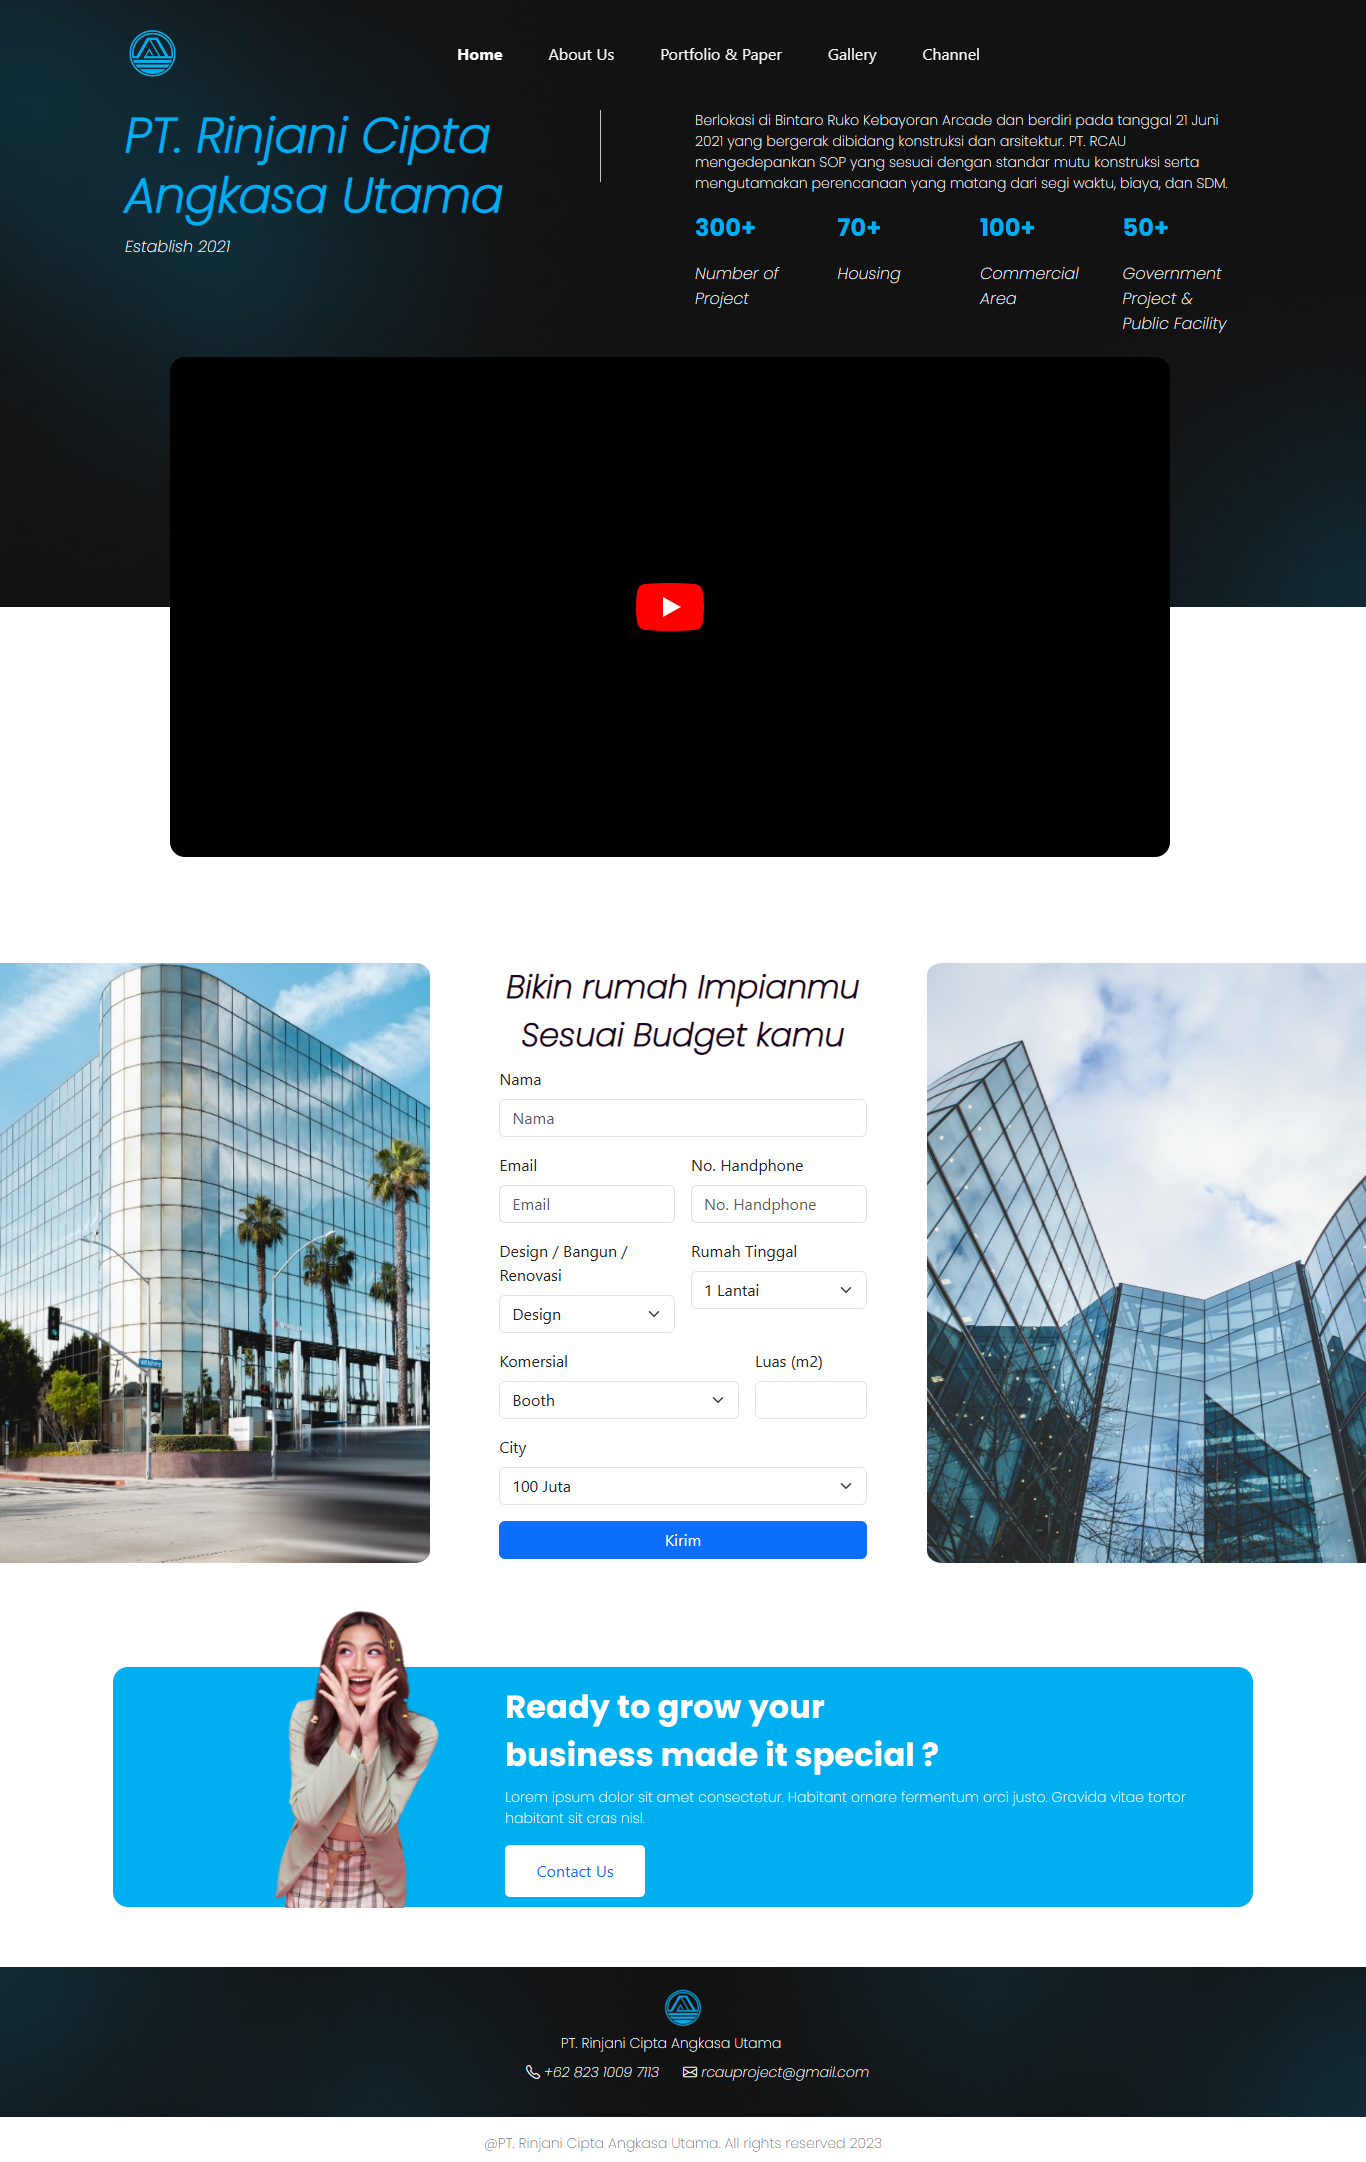 Home About Us Portfolio & Paper Gallery Channel
PT. Rinjani Cipta
Angkasa Utama
Establish 2021
Berlokasi di Bintaro Ruko Kebayoran Arcade dan berdiri pada tanggal 21 Juni
2021 yang bergerak dibidang konstruksi dan arsitektur. PT. RCAU
mengedepankan SOP yang sesuai dengan standar mutu konstruksi serta
mengutamakan perencanaan yang matang dari segi waktu, biaya, dan SDM.
300+ 70+ 100+ 50+
Number of Housing Commercial Government
Project Area Project &
Public Facility
Bikin rumah Impianmu
Sesuai Budget kamu
Nama
Nama
Email No. Handphone
Email No. Handphone
Design / Bangun / Rumah Tinggal
Renovasi
1 Lantai
Design
Komersial Luas (m2)
Booth
City
100 Juta
Kirim
Ready to grow your
business made it special ?
Lorem ipsum dolor sit amet consectetur. Habitant ornare fermentum orci justo. Gravida vitae tortor
habitant sit cras nisl.
Contact Us
PT. Rinjani Cipta Angkasa Utama
+62 823 1009 7113 rcauproject@gmail.com
@PT. Rinjani Cipta Angkasa Utama. All rights reserved 2023